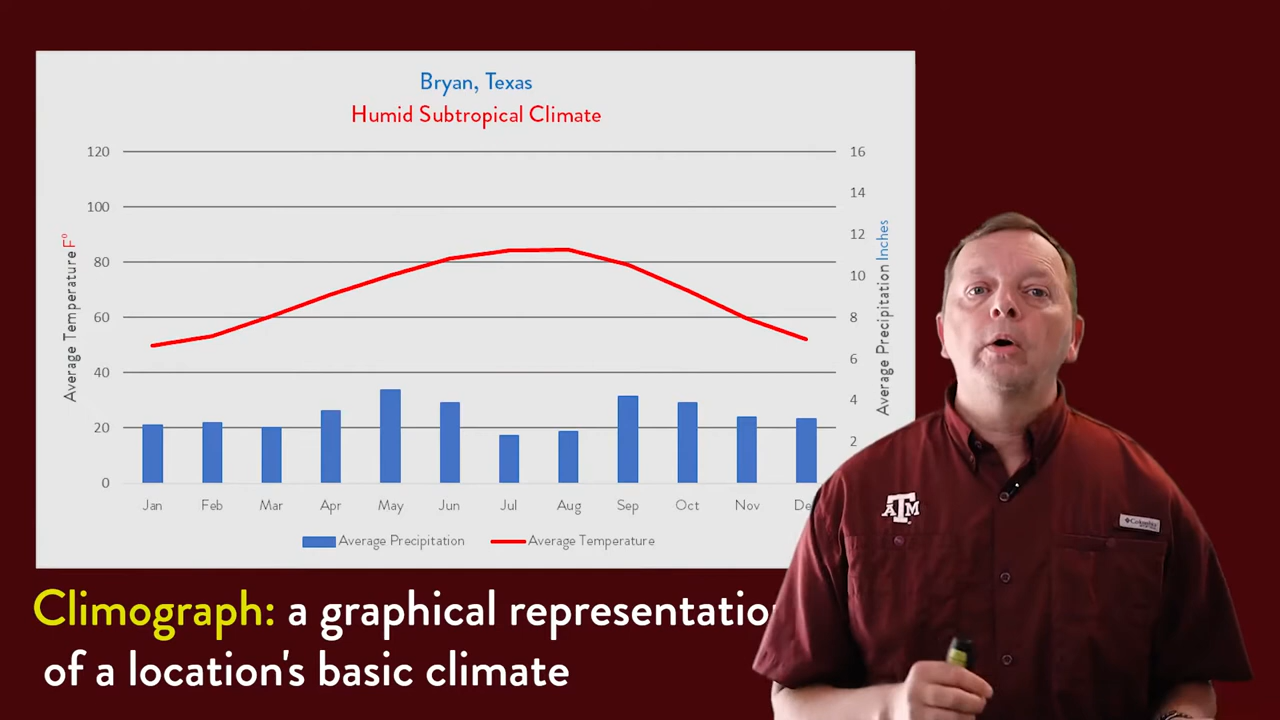 Bryan, Texas
Humid Subtropical Climate
120
100
80
60
40
20
0
Average Temperature F°
16
14
12
10
8
6
4
2
Average Precipitation Inches
Jan Feb Mar Apr May Jun Jul Aug Sep Oct Nov De
Average Precipitation Average Temperature
Climograph: a graphical representatio
of a location's basic climate
ATM
Columbia